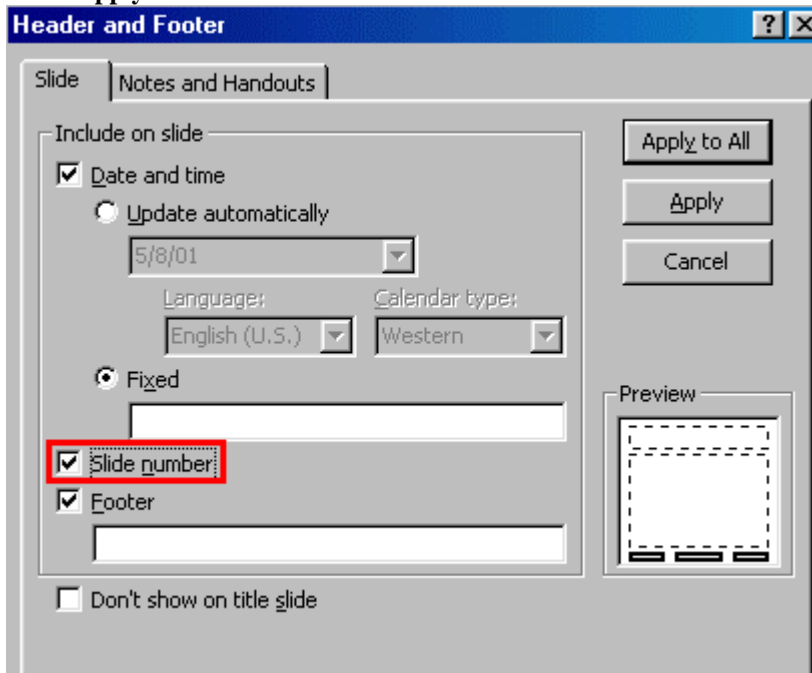 Header and Footer
Slide
Notes and Handouts
Include on slide
Date and time
Update automatically
5/8/01
Language:
Calendar type:
English (U.S.)
Western
Fixed
Slide number
Footer
Don't show on title slide
Apply to All
Apply
Cancel
Preview